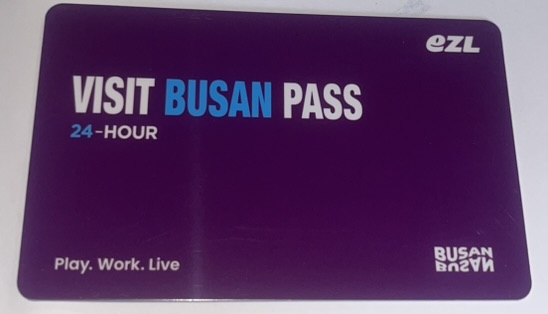 eZL
VISIT BUSAN PASS
24-HOUR
Play. Work. Live
BUSAN
BUSAN